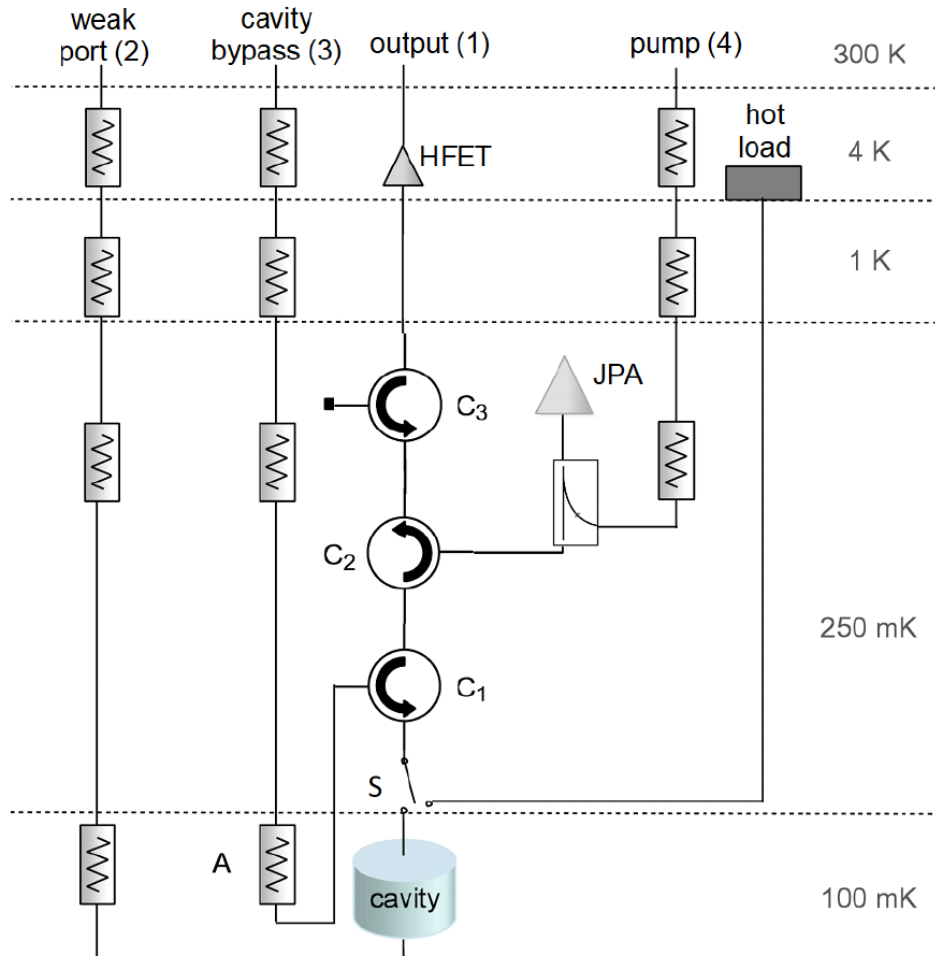 weak
port (2)
cavity
bypass (3)
output (1)
pump (4)
300 K
HFET
hot
load
4 K
1 K
JPA
C3
C2
250 mK
C1
S
A
cavity
100 mK